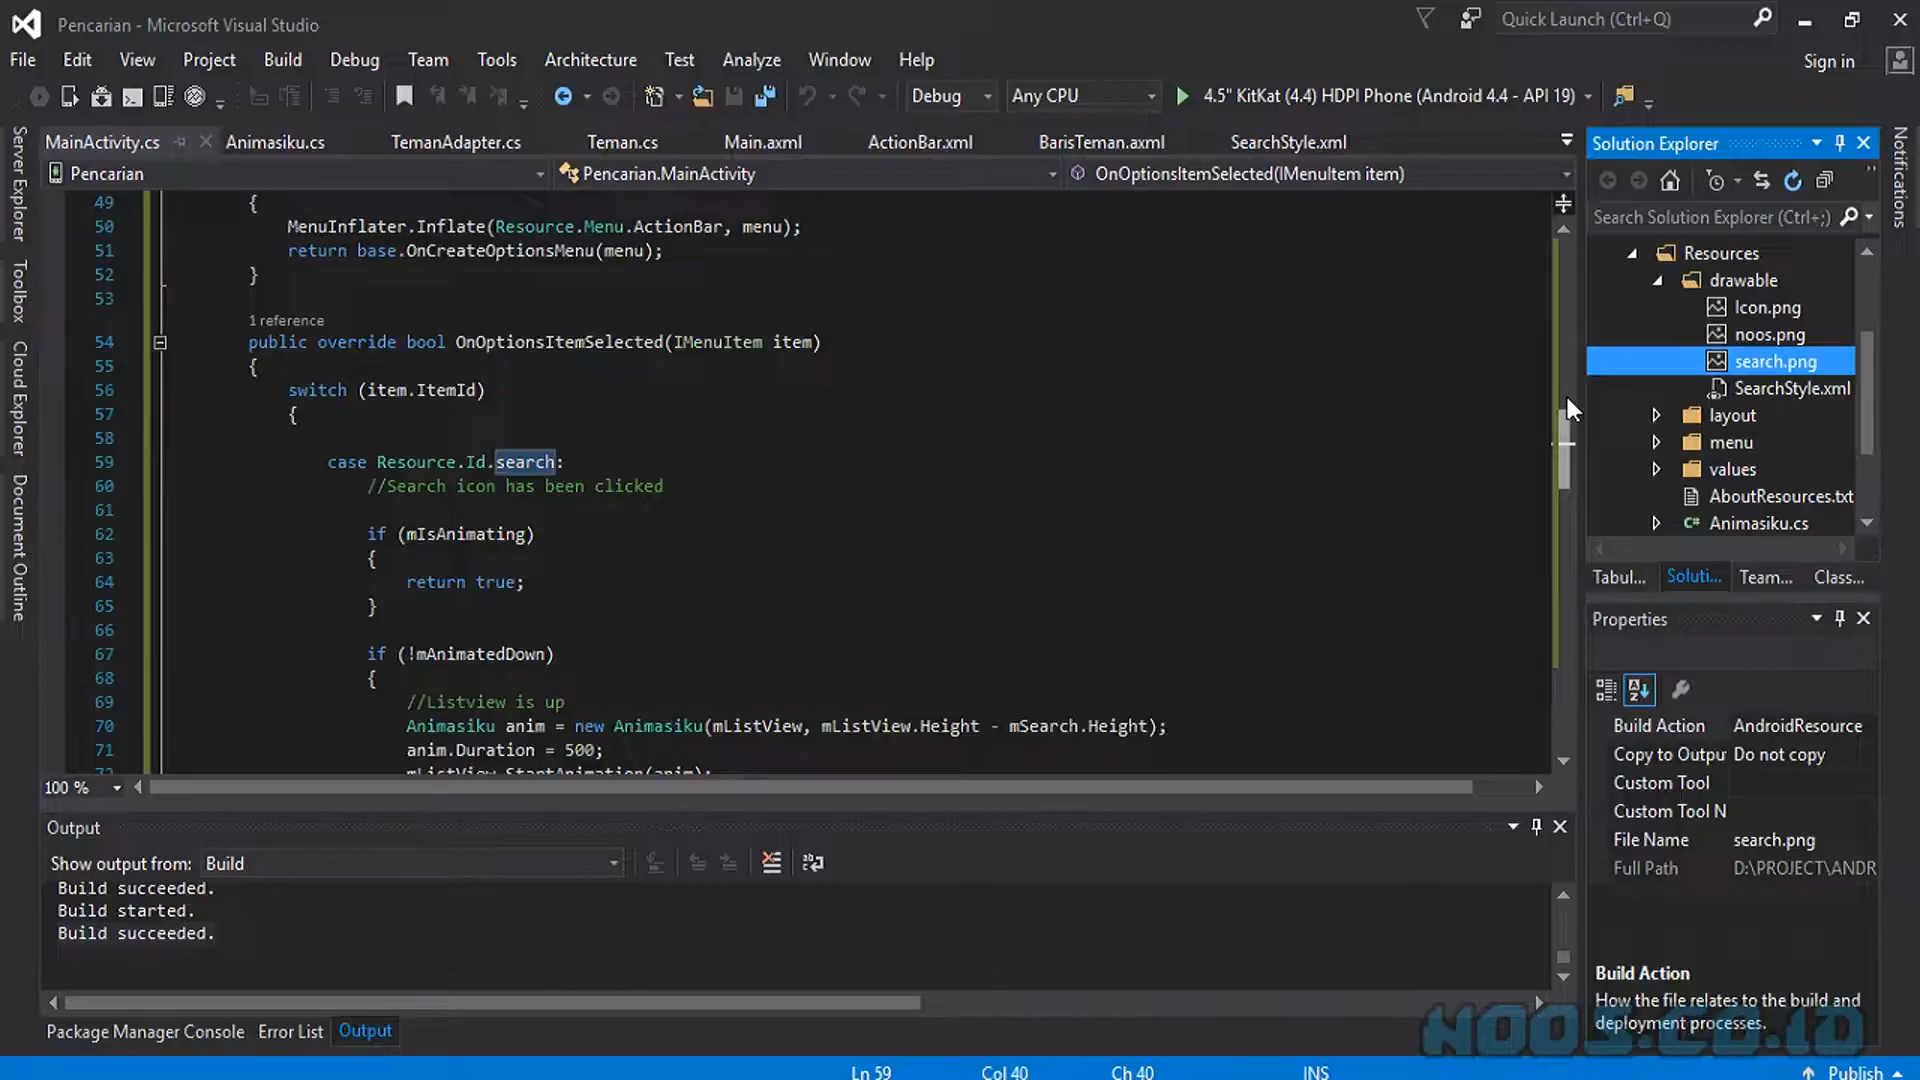 Pencarian - Microsoft Visual Studio
Quick Launch (Ctrl+Q)
File Edit View Project Build Debug Team Tools Architecture Test Analyze Window Help
Sign in
Debug Any CPU 4.5" KitKat (4.4) HDPI Phone (Android 4.4 - API 19)
MainActivity.cs Animasiku.cs TemanAdapter.cs Teman.cs Main.axml ActionBar.xml BarisTeman.axml SearchStyle.xml
Pencarian Pencarian.MainActivity OnOptionsItemSelected(IMenuItem item)
Server Explorer
Toolbox
Cloud Explorer
Document Outline
49 {
50 MenuInflater.Inflate(Resource.Menu.ActionBar, menu);
51 return base.OnCreateOptionsMenu(menu);
52 }
53
1 reference
54 public override bool OnOptionsItemSelected(IMenuItem item)
55 {
56 switch (item.ItemId)
57 {
58
59 case Resource.Id.search:
60 //Search icon has been clicked
61
62 if (mIsAnimating)
63 {
64 return true;
65 }
66
67 if (!mAnimatedDown)
68 {
69 //Listview is up
70 Animasiku anim = new Animasiku(mListView, mListView.Height - mSearch.Height);
71 anim.Duration = 500;
72 mListView.StartAnimation(anim);
100 %
Output
Show output from: Build
Build succeeded.
Build started.
Build succeeded.
Package Manager Console Error List Output
Solution Explorer
Search Solution Explorer (Ctrl+;)
Resources
drawable
Icon.png
noos.png
search.png
SearchStyle.xml
layout
menu
values
AboutResources.txt
C# Animasiku.cs
Tabul... Soluti... Team... Class...
Properties
Build Action AndroidResource
Copy to Outpu Do not copy
Custom Tool
Custom Tool N
File Name search.png
Full Path D:\PROJECT\ANDR
Build Action
How the file relates to the build and
deployment processes.
Notifications
NOOS.CO.ID
Ln 59 Col 40 Ch 40 INS Publish